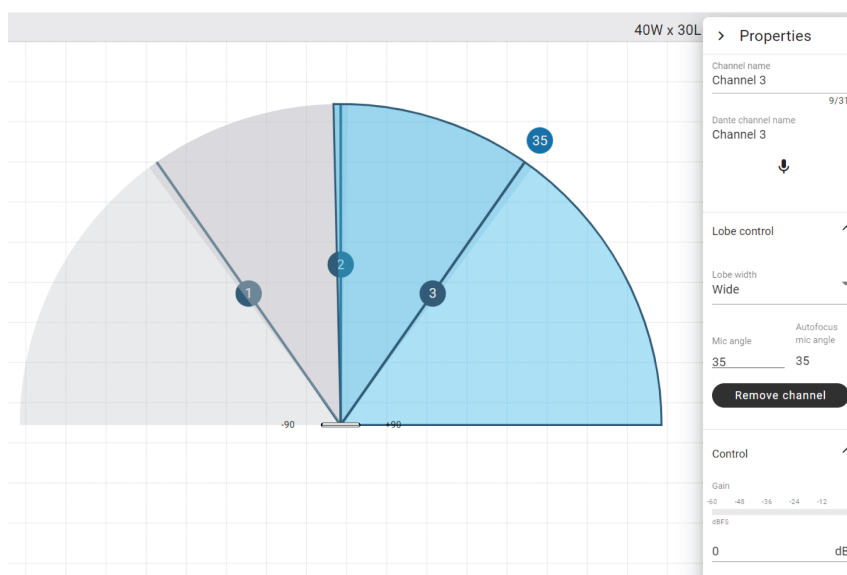 40W x 30L
Properties
Channel name
Channel 3
9/31
Dante channel name
Channel 3
35
Lobe control
2
1
3
Lobe width
Wide
Mic angle
Autofocus
mic angle
35
35
Remove channel
-90
+90
Control
Gain
-60 -48 -36 -24 -12
dBFS
0 dB